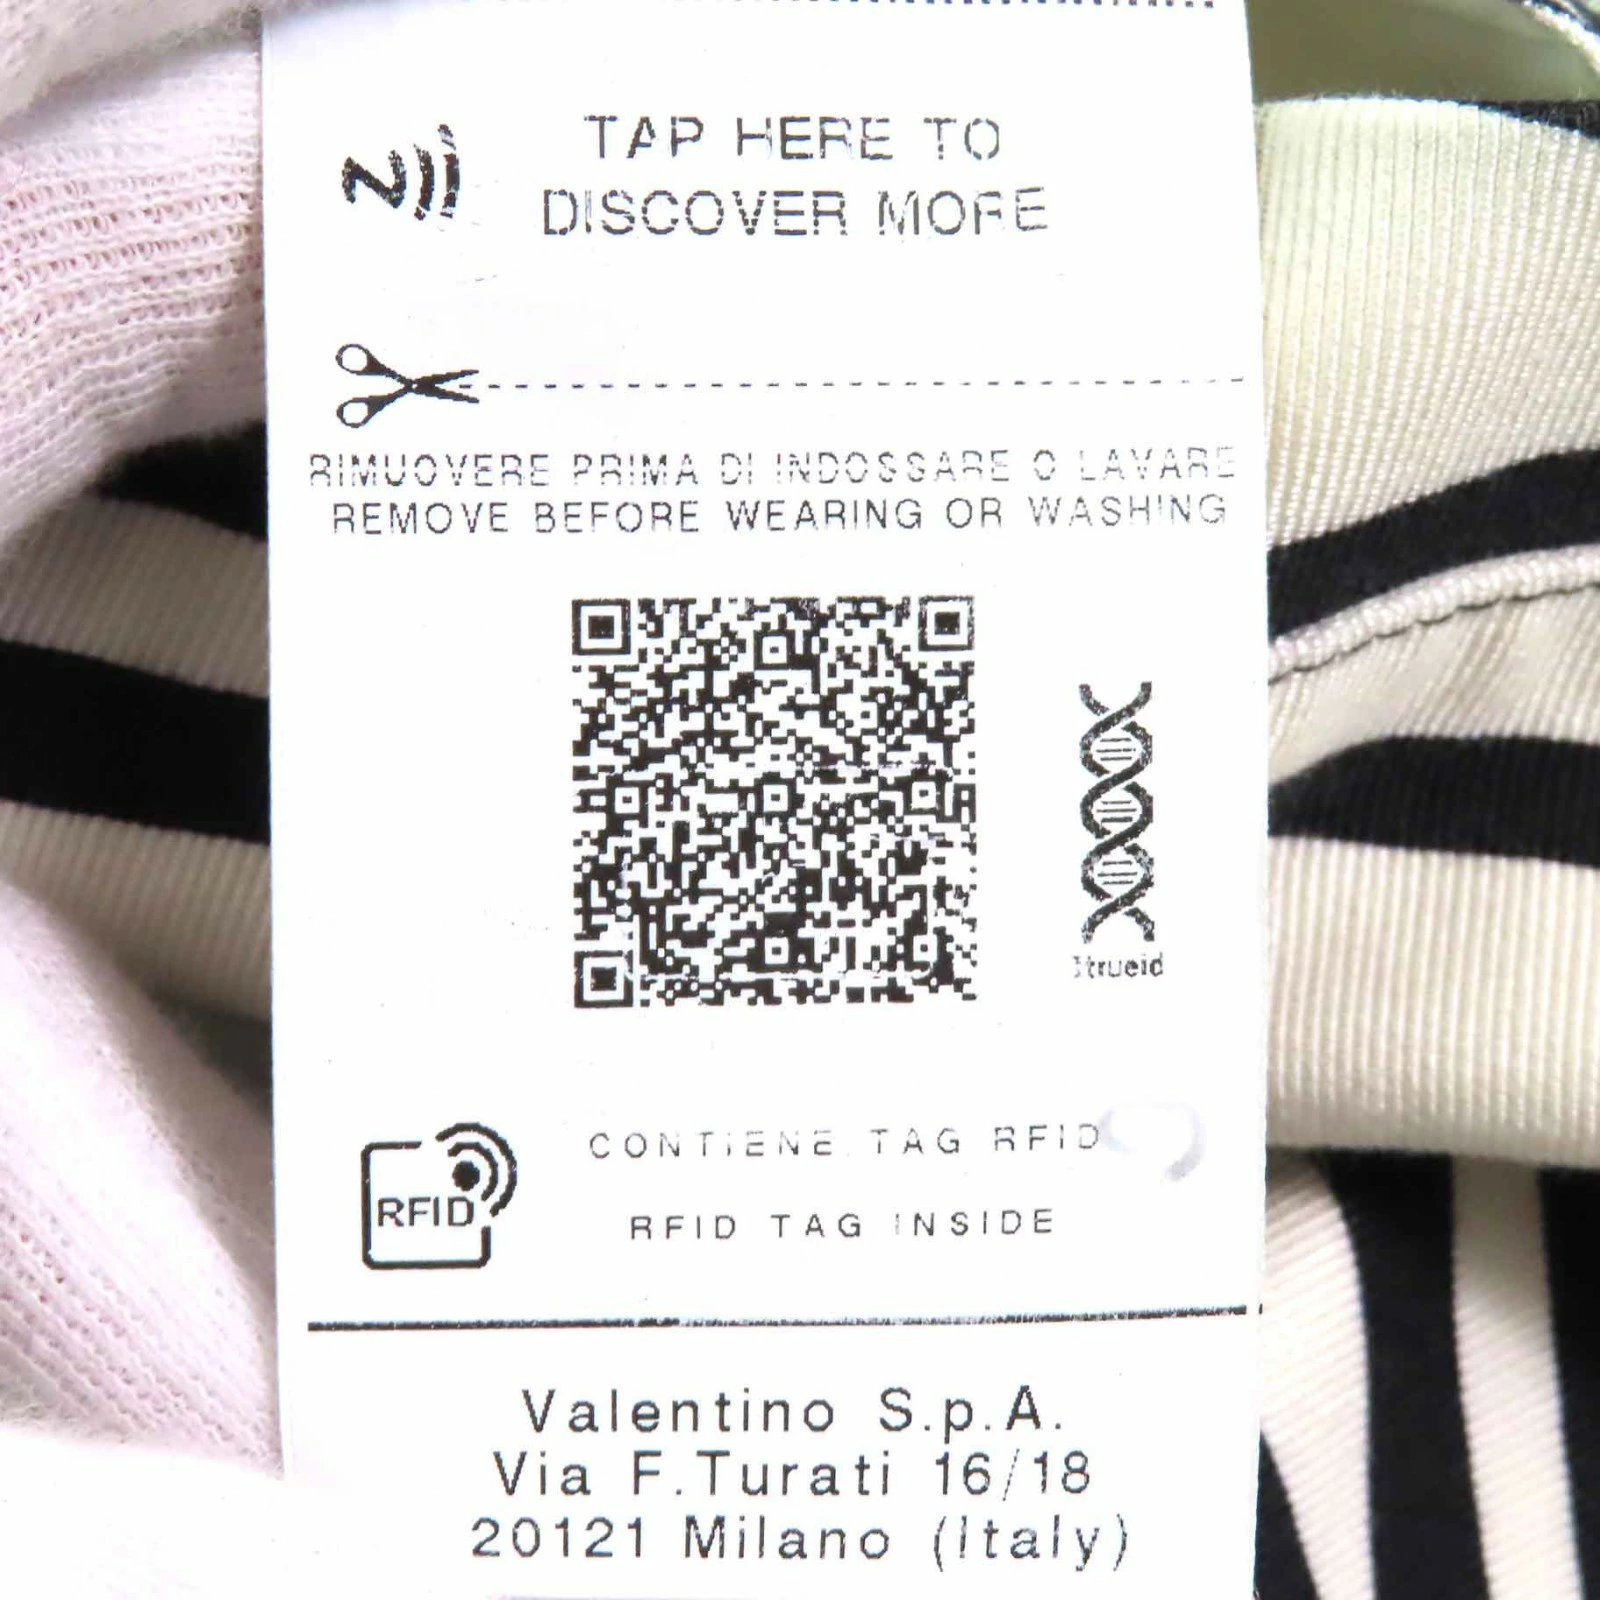 TAP HERE TO
DISCOVER MORE
RIMUOVERE PRIMA DI INDOSSARE O LAVARE
REMOVE BEFORE WEARING OR WASHING
1trueid
CONTIENE TAG RFID
RFID
RFID TAG INSIDE
Valentino S.p.A.
Via F.Turati 16/18
20121 Milano (Italy)